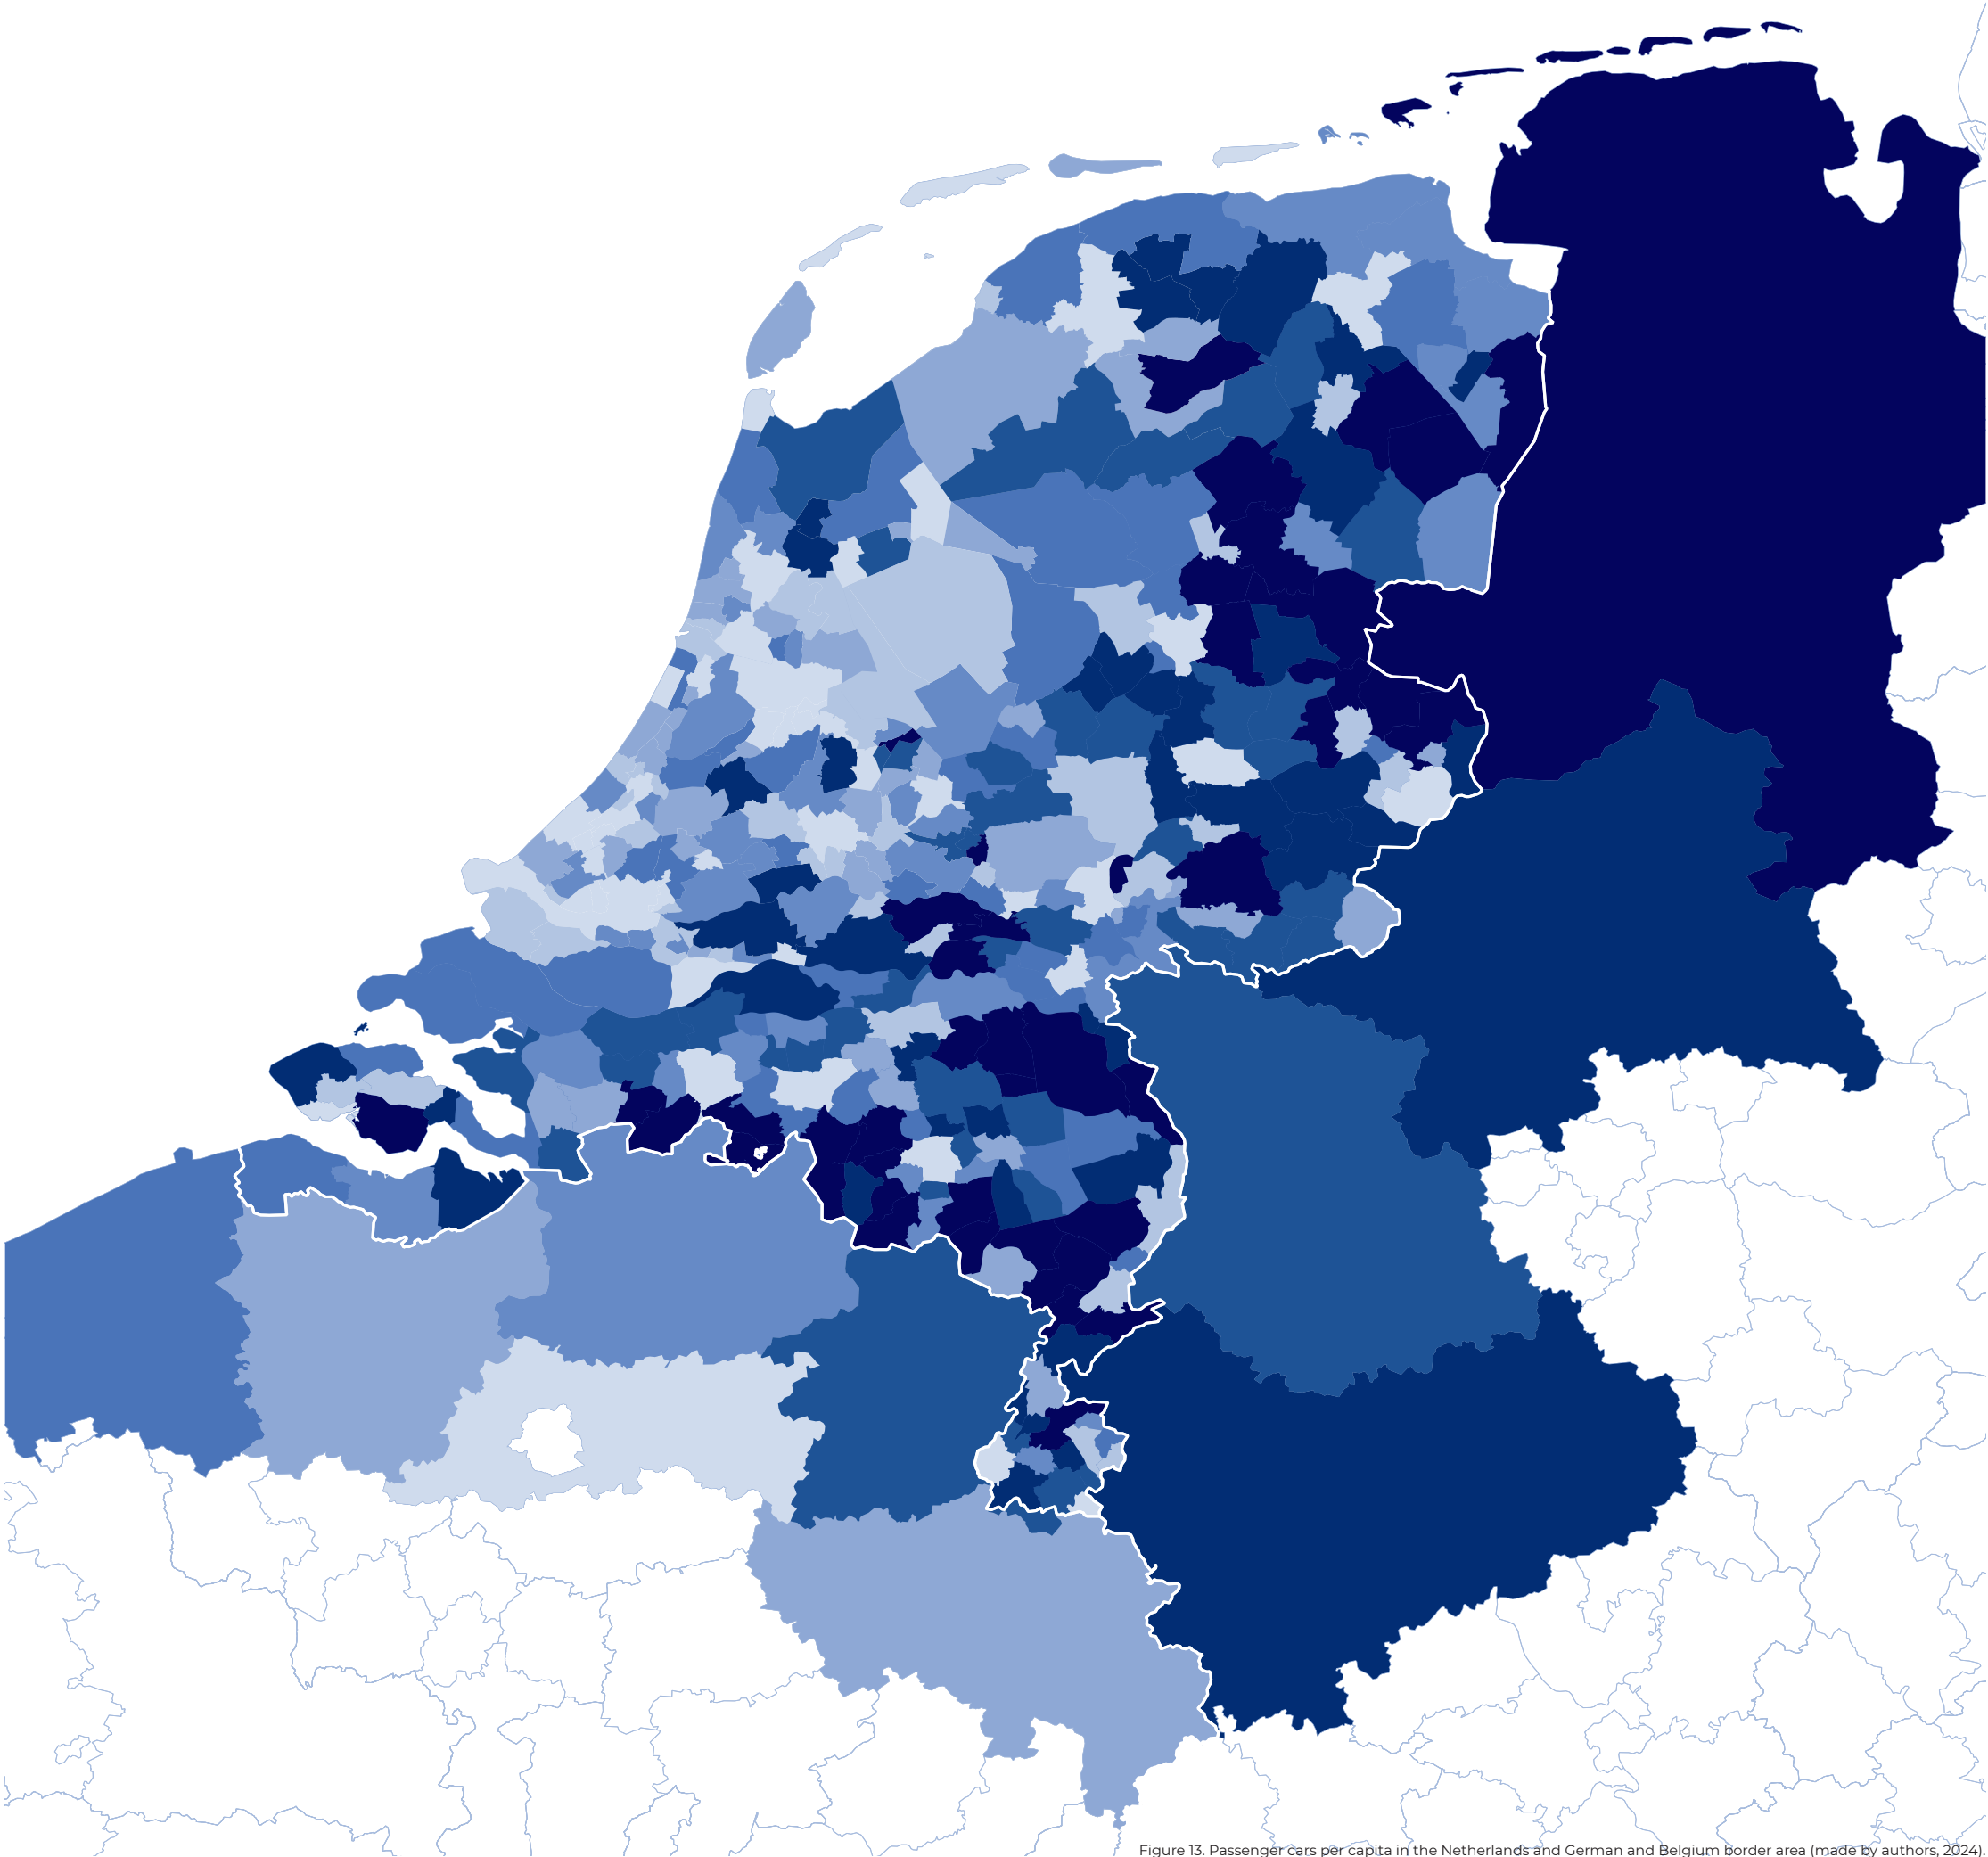 Figure 13. Passenger cars per capita in the Netherlands and German and Belgium border area (made by authors, 2024)